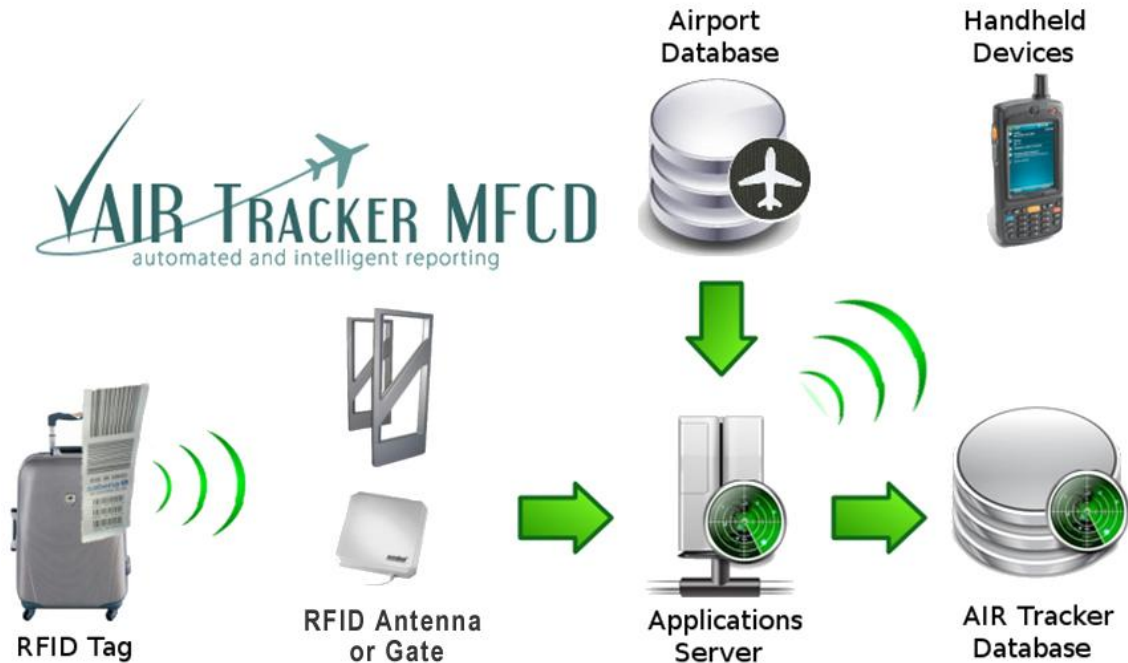 Airport
Database
Handheld
Devices
AIR TRACKER MFCD
automated and intelligent reporting
RFID Tag
RFID Antenna
or Gate
Applications
Server
AIR Tracker
Database